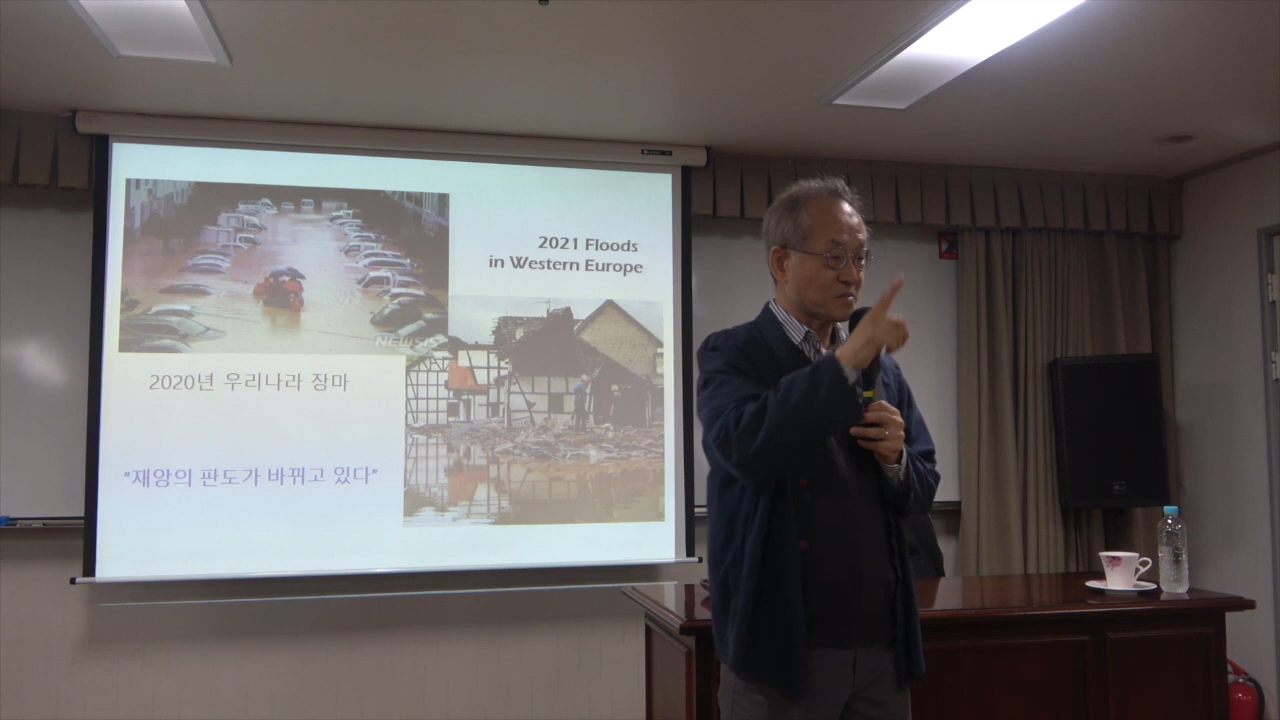 2021 Floods
in Western Europe
NEWSIS
2020년 우리나라 장마
"재앙의 판도가 바뀌고 있다"